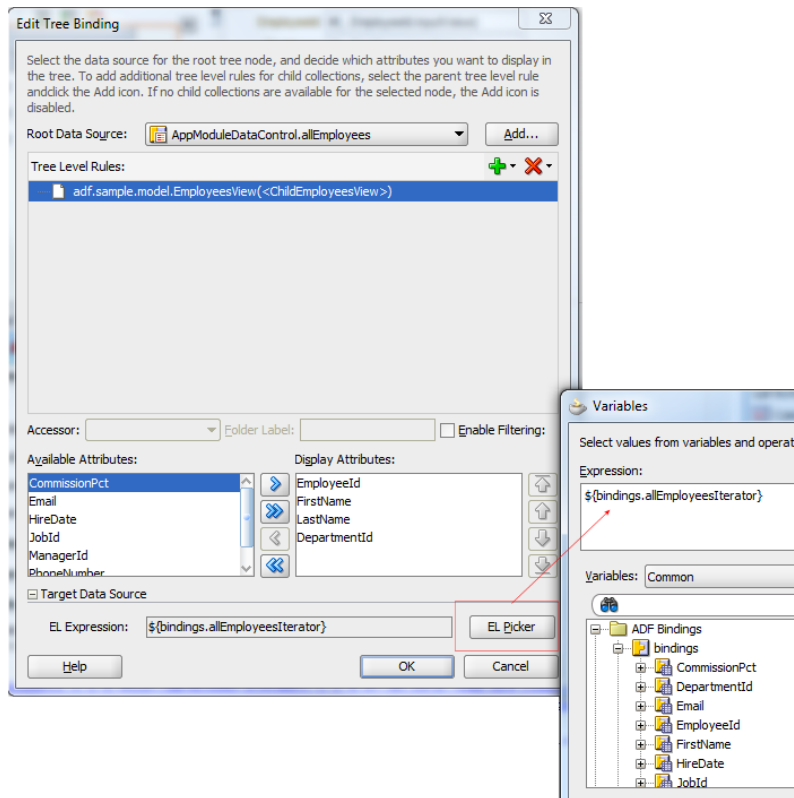 Edit Tree Binding
Select the data source for the root tree node, and decide which attributes you want to display in
the tree. To add additional tree level rules for child collections, select the parent tree level rule
andclick the Add icon. If no child collections are available for the selected node, the Add icon is
disabled.
Root Data Source:
AppModuleDataControl.allEmployees
Add...
Tree Level Rules:
adf.sample.model.EmployeesView(<ChildEmployeesView>)
Accessor:
Folder Label:
Enable Filtering:
Available Attributes:
CommissionPct
Email
HireDate
JobId
ManagerId
PhoneNumber
Display Attributes:
EmployeeId
FirstName
LastName
DepartmentId
Target Data Source
EL Expression:
${bindings.allEmployeesIterator}
EL Picker
Help
OK
Cancel
Variables
Select values from variables and operat
Expression:
${bindings.allEmployeesIterator}
Variables:
Common
ADF Bindings
bindings
CommissionPct
DepartmentId
Email
EmployeeId
FirstName
HireDate
JobId